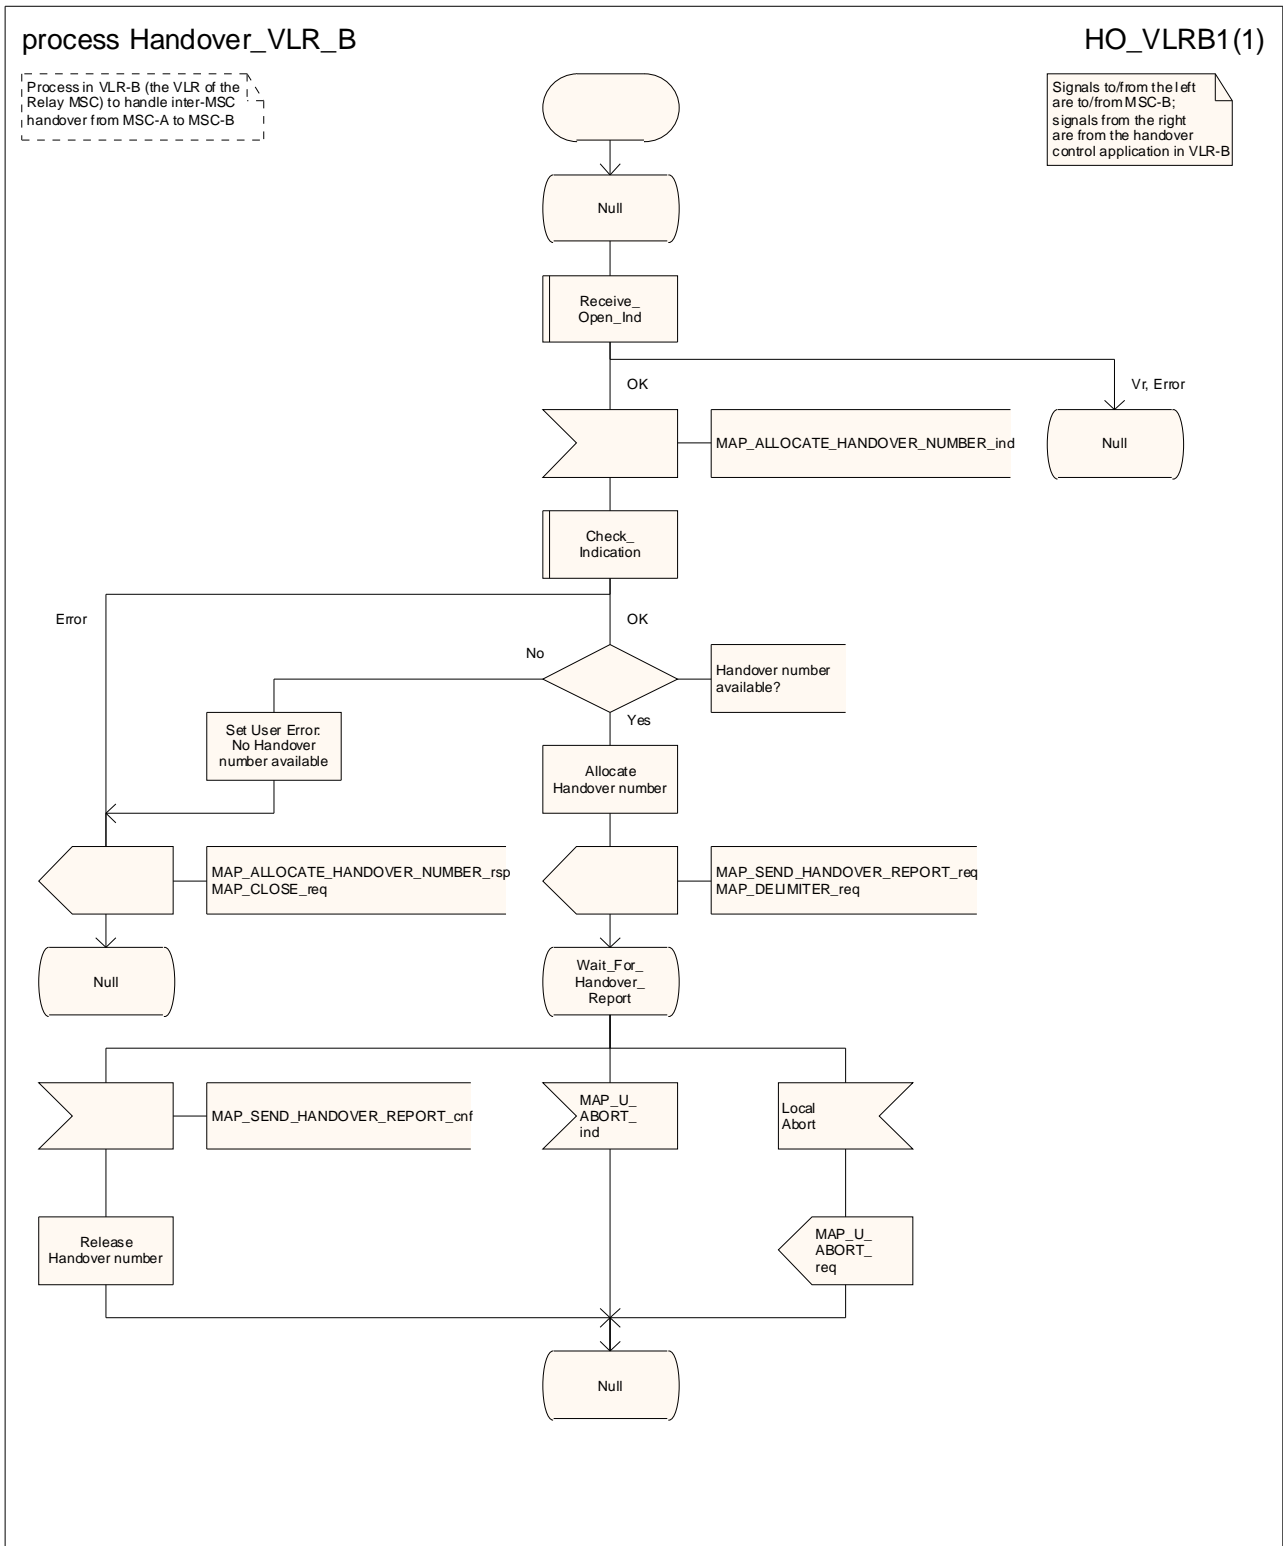 process Handover_VLR_B
HO_VLRB1(1)
Process in VLR-B (the VLR of the
Relay MSC) to handle inter-MSC
handover from MSC-A to MSC-B
Signals to/from the left
are to/from MSC-B;
signals from the right
are from the handover
control application in VLR-B
Null
Receive_
Open_Ind
OK
Vr, Error
MAP_ALLOCATE_HANDOVER_NUMBER_ind
Null
Check_
Indication
Error
OK
No
Handover number
available?
Yes
Set User Error:
No Handover
number available
Allocate
Handover number
MAP_ALLOCATE_HANDOVER_NUMBER_rsp
MAP_CLOSE_req
MAP_SEND_HANDOVER_REPORT_req
MAP_DELIMITER_req
Null
Wait_For_
Handover_
Report
MAP_SEND_HANDOVER_REPORT_cnf
MAP_U_
ABORT_
ind
Local
Abort
Release
Handover number
MAP_U_
ABORT_
req
Null